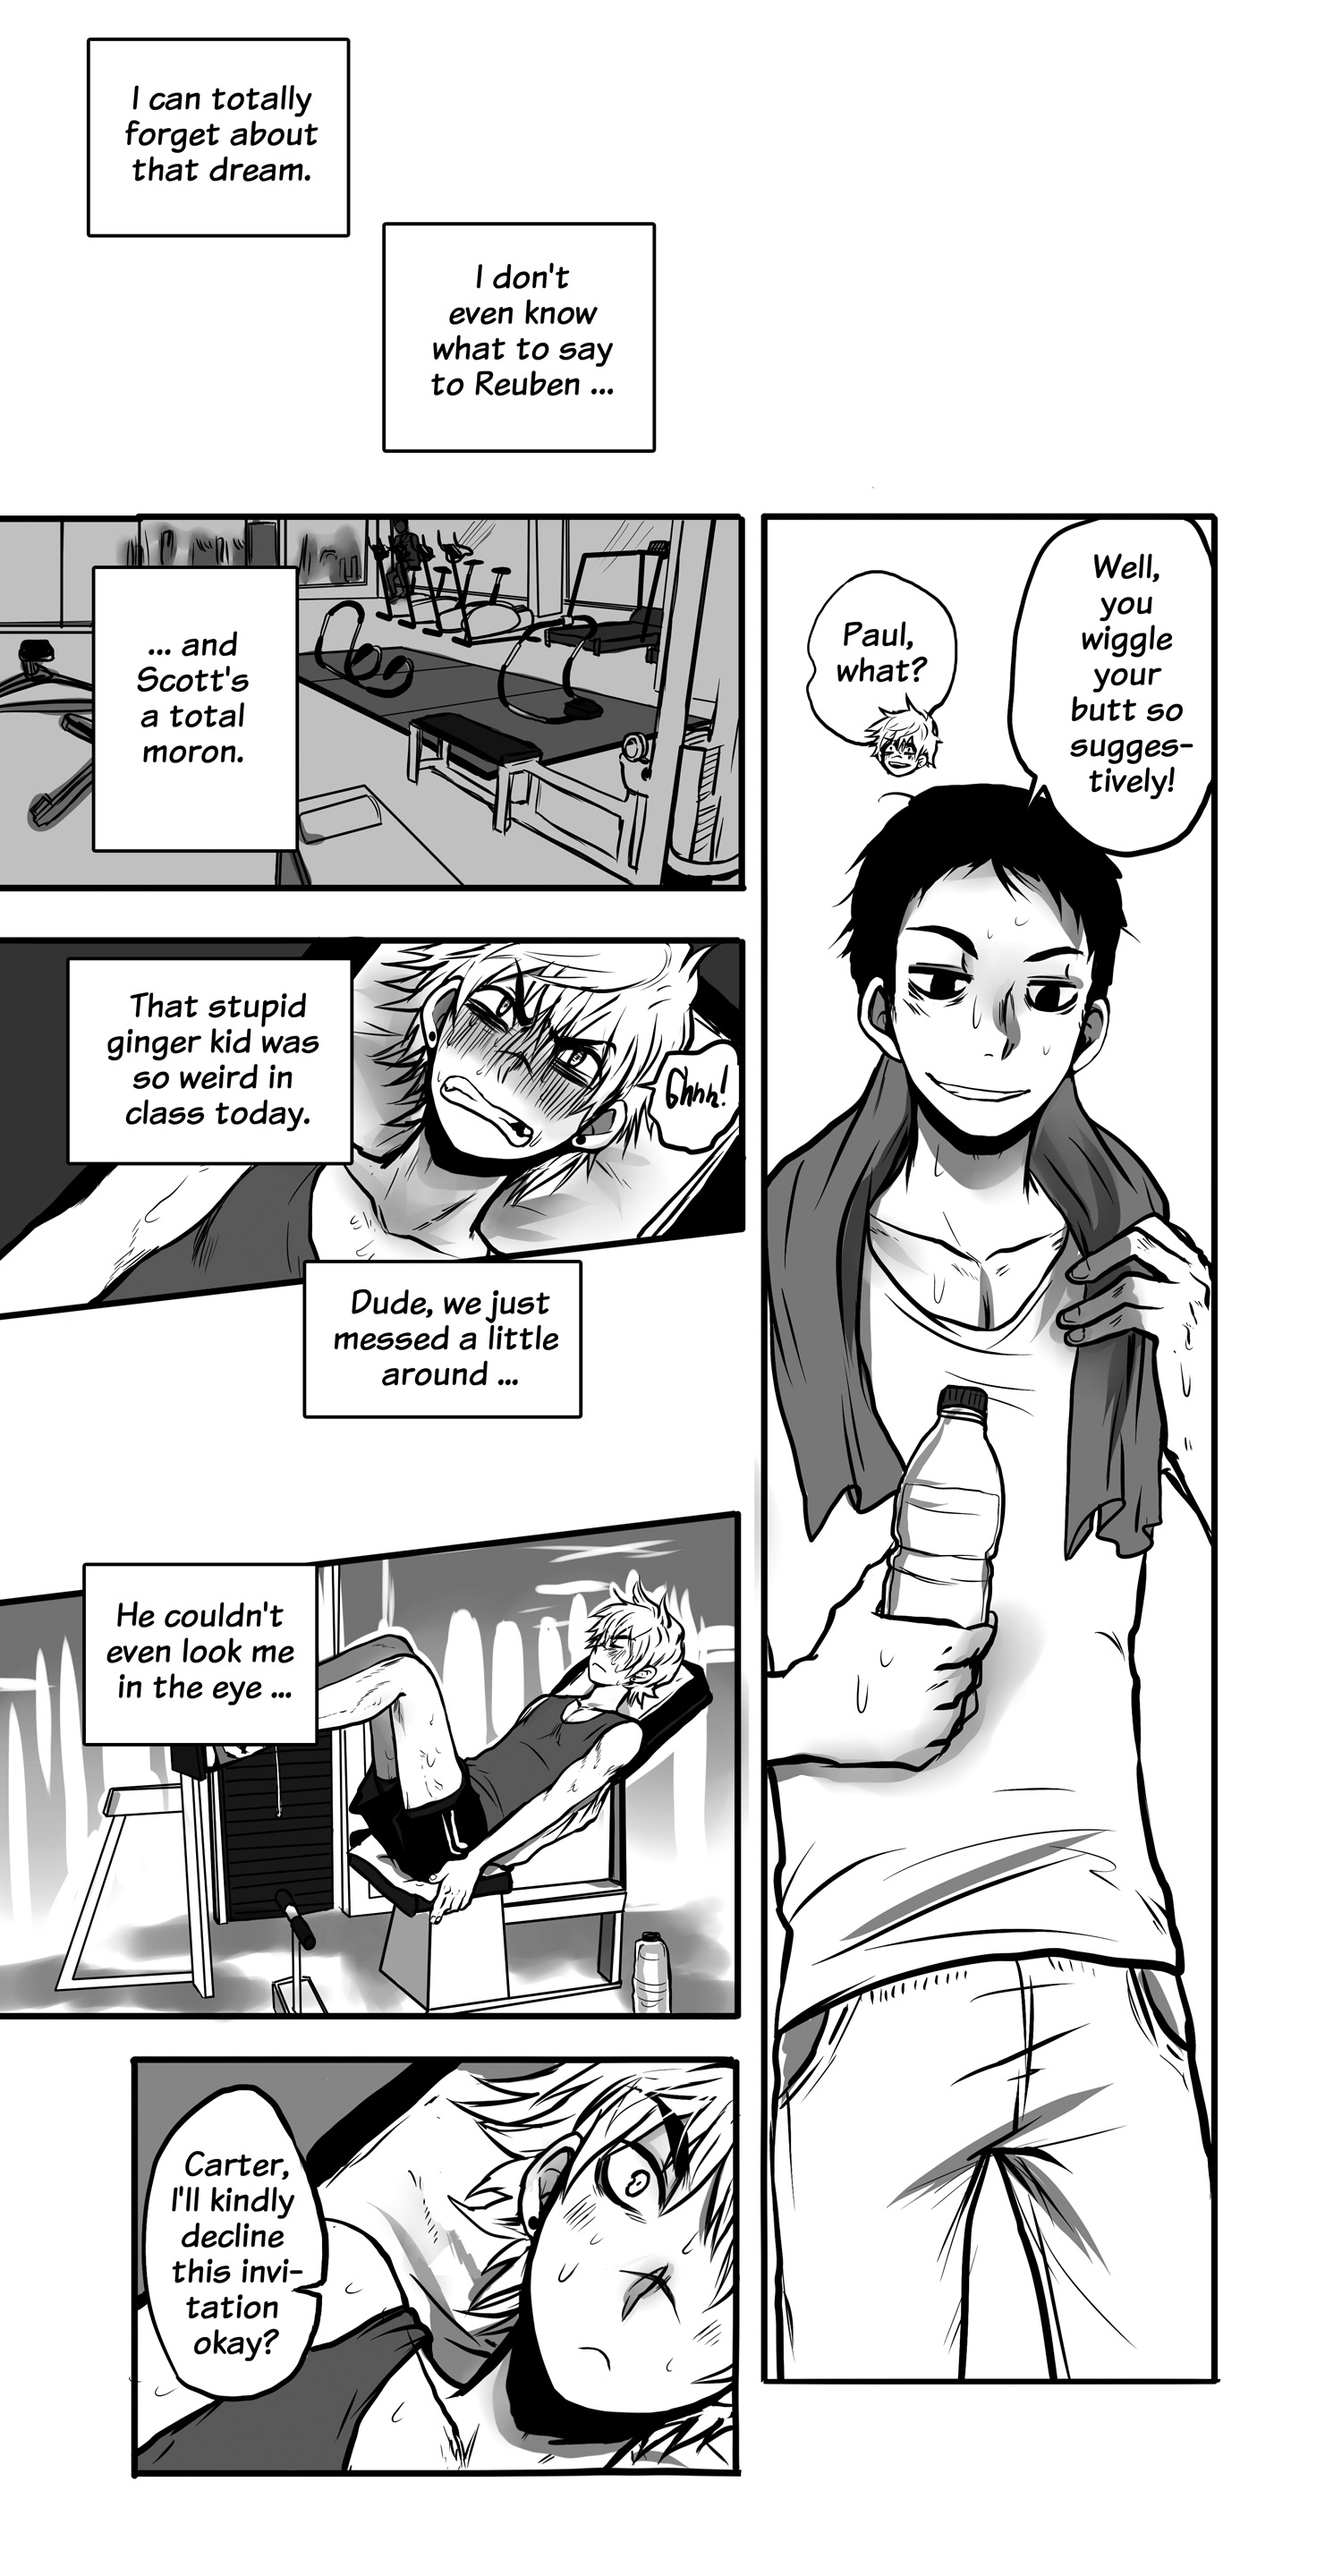 I can totally
forget about
that dream.
I don't
even know
what to say
to Reuben ...
... and
Scott's
a total
moron.
That stupid
ginger kid was
so weird in
class today.
Ghnn!
Dude, we just
messed a little
around ...
He couldn't
even look me
in the eye ...
Carter,
I'll kindly
decline
this invi-
tation
okay?
Paul,
what?
Well,
you
wiggle
your
butt so
sugges-
tively!